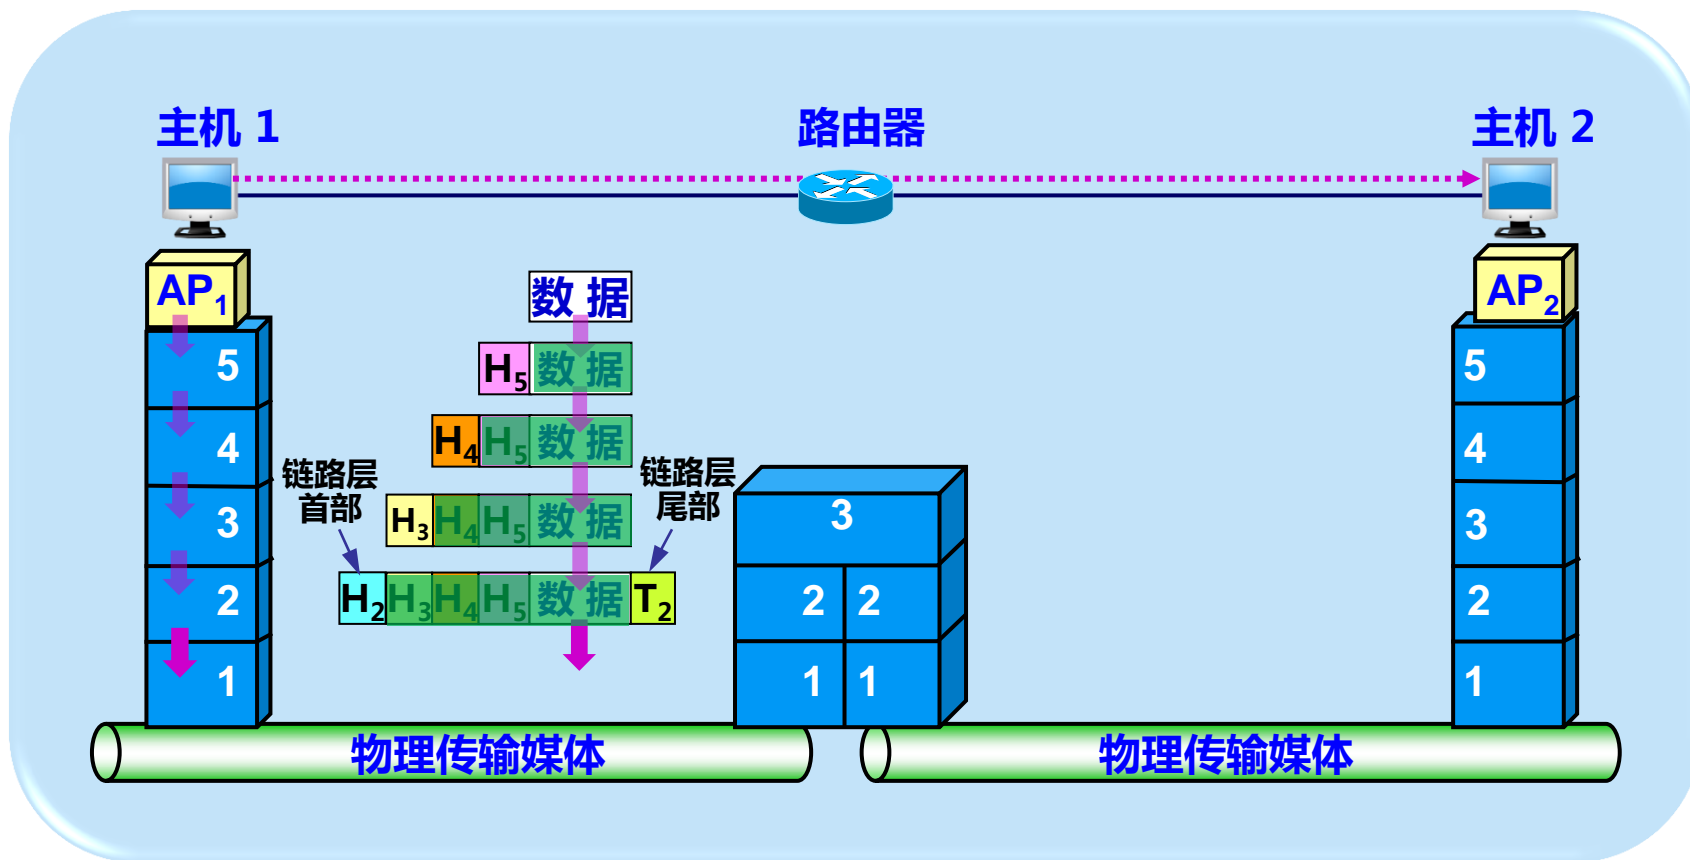 主机 1
路由器
主机 2
AP1
AP2
数 据
H5 数 据
H4 H5 数 据
链路层
首部
链路层
尾部
H3 H4 H5 数 据
H2 H3 H4 H5 数 据 T2
5
4
3
2
1
3
2 2
1 1
5
4
3
2
1
物理传输媒体
物理传输媒体